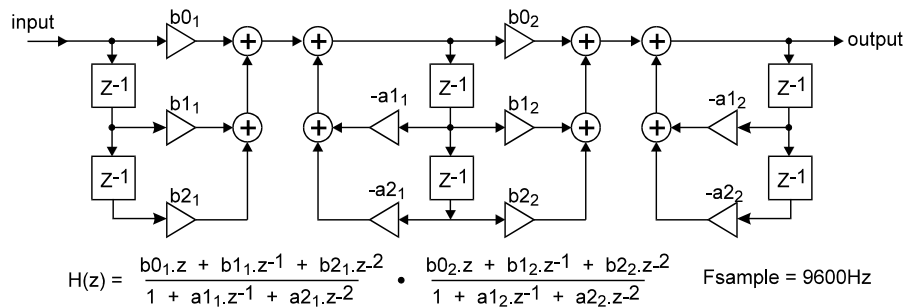 input
b0₁
b0₂
output
Z⁻¹
Z⁻¹
Z⁻¹
b1₁
-a1₁
b1₂
-a1₂
Z⁻¹
Z⁻¹
Z⁻¹
b2₁
-a2₁
b2₂
-a2₂
H(z) = b0₁.z + b1₁.z⁻¹ + b2₁.z⁻² • b0₂.z + b1₂.z⁻¹ + b2₂.z⁻² Fsample = 9600Hz
1 + a1₁.z⁻¹ + a2₁.z⁻² 1 + a1₂.z⁻¹ + a2₂.z⁻²